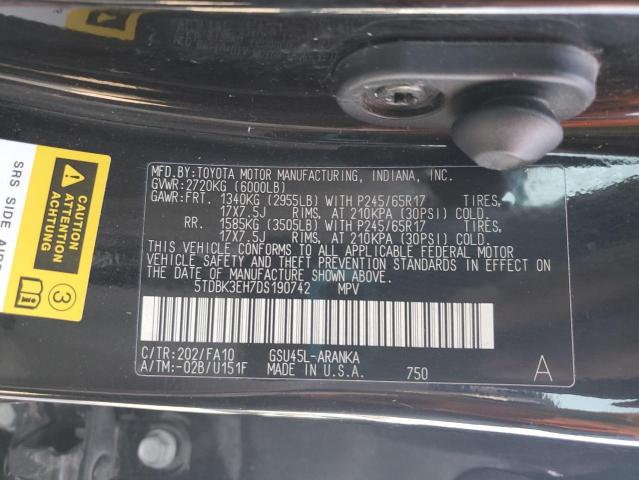 MFD.BY:TOYOTA MOTOR MANUFACTURING, INDIANA, INC.
GVWR:2720KG (6000LB)
GAWR:FRT. 1340KG (2955LB) WITH P245/65R17 TIRES,
17X7.5J RIMS, AT 210KPA (30PSI) COLD.
RR. 1585KG (3505LB) WITH P245/65R17 TIRES,
17X7.5J RIMS, AT 210KPA (30PSI) COLD.
THIS VEHICLE CONFORMS TO ALL APPLICABLE FEDERAL MOTOR
VEHICLE SAFETY AND THEFT PREVENTION STANDARDS IN EFFECT ON
THE DATE OF MANUFACTURE SHOWN ABOVE.
5TDBK3EH7DS190742 MPV
C/TR:202/FA10 GSU45L-ARANKA
A/TM:-02B/U151F MADE IN U.S.A. 750
A
SRS SIDE
CAUTION
ATTENTION
ACHTUNG
3